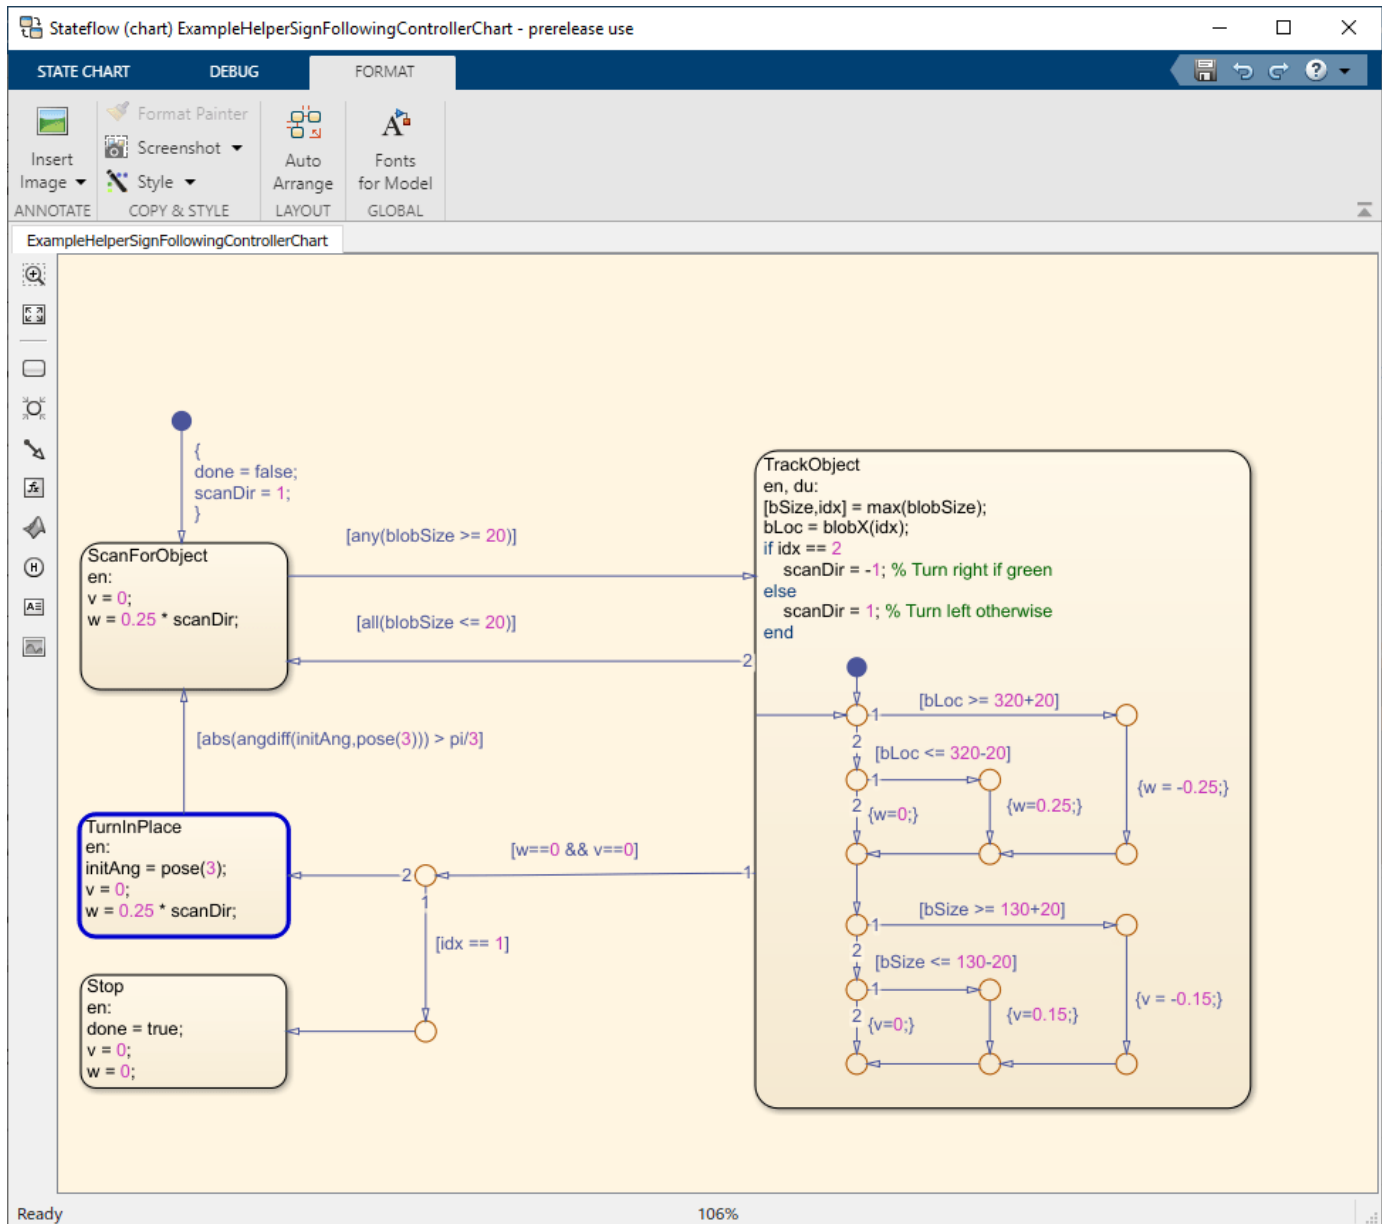 Stateflow (chart) ExampleHelperSignFollowingControllerChart - prerelease use
STATE CHART
DEBUG
FORMAT
?
Insert
Image
Format Painter
Screenshot
Style
Auto
Arrange
Fonts
for Model
ANNOTATE
COPY & STYLE
LAYOUT
GLOBAL
ExampleHelperSignFollowingControllerChart
{
done = false;
scanDir = 1;
}
ScanForObject
en:
v = 0;
w = 0.25 * scanDir;
[any(blobSize >= 20)]
[all(blobSize <= 20)]
2
[abs(angdiff(initAng,pose(3))) > pi/3]
TurnInPlace
en:
initAng = pose(3);
v = 0;
w = 0.25 * scanDir;
[w==0 && v==0]
1
2
1
[idx == 1]
Stop
en:
done = true;
v = 0;
w = 0;
TrackObject
en, du:
[bSize,idx] = max(blobSize);
bLoc = blobX(idx);
if idx == 2
scanDir = -1; % Turn right if green
else
scanDir = 1; % Turn left otherwise
end
[bLoc >= 320+20]
1
2
[bLoc <= 320-20]
1
{w = -0.25;}
2
{w=0;}
{w=0.25;}
[bSize >= 130+20]
1
2
[bSize <= 130-20]
1
{v = -0.15;}
2
{v=0;}
{v=0.15;}
Ready
106%